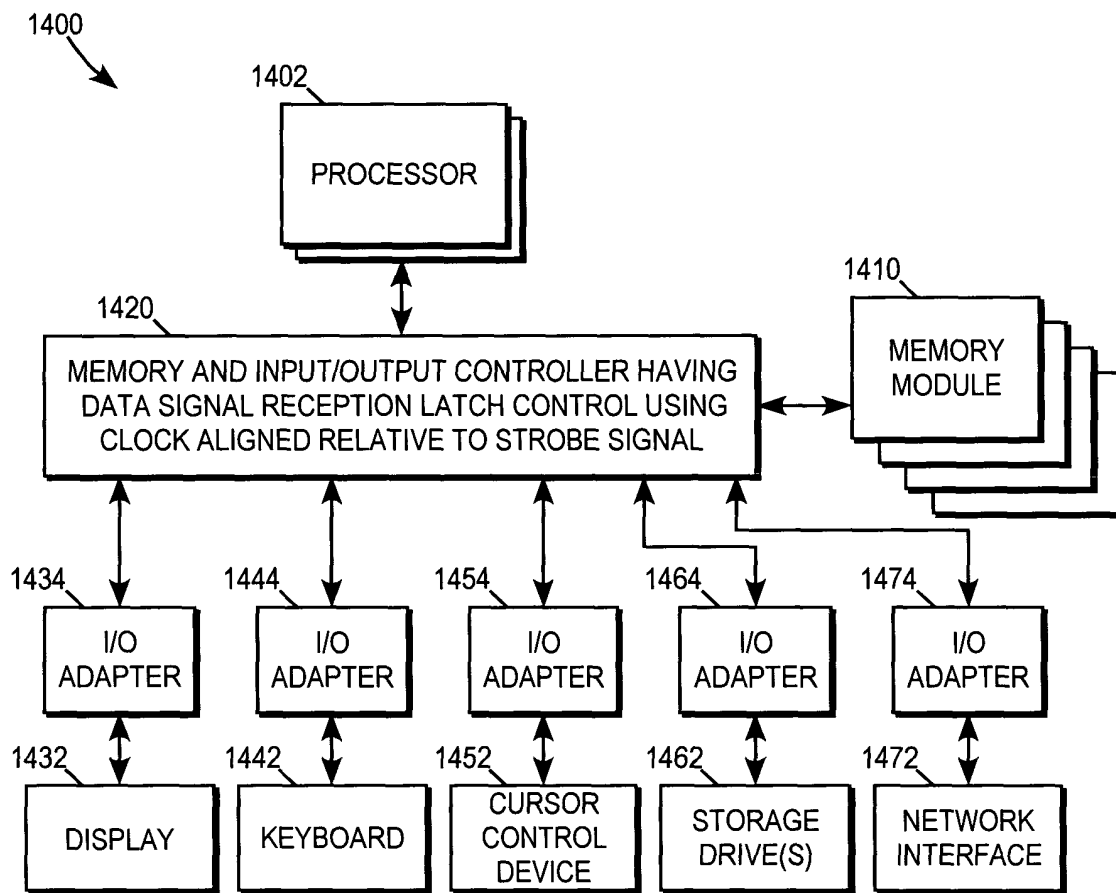 1400
1402
PROCESSOR
1420
1410
MEMORY AND INPUT/OUTPUT CONTROLLER HAVING
DATA SIGNAL RECEPTION LATCH CONTROL USING
CLOCK ALIGNED RELATIVE TO STROBE SIGNAL
MEMORY
MODULE
1434
1444
1454
1464
1474
I/O
ADAPTER
I/O
ADAPTER
I/O
ADAPTER
I/O
ADAPTER
I/O
ADAPTER
1432
1442
1452
1462
1472
DISPLAY
KEYBOARD
CURSOR
CONTROL
DEVICE
STORAGE
DRIVE(S)
NETWORK
INTERFACE